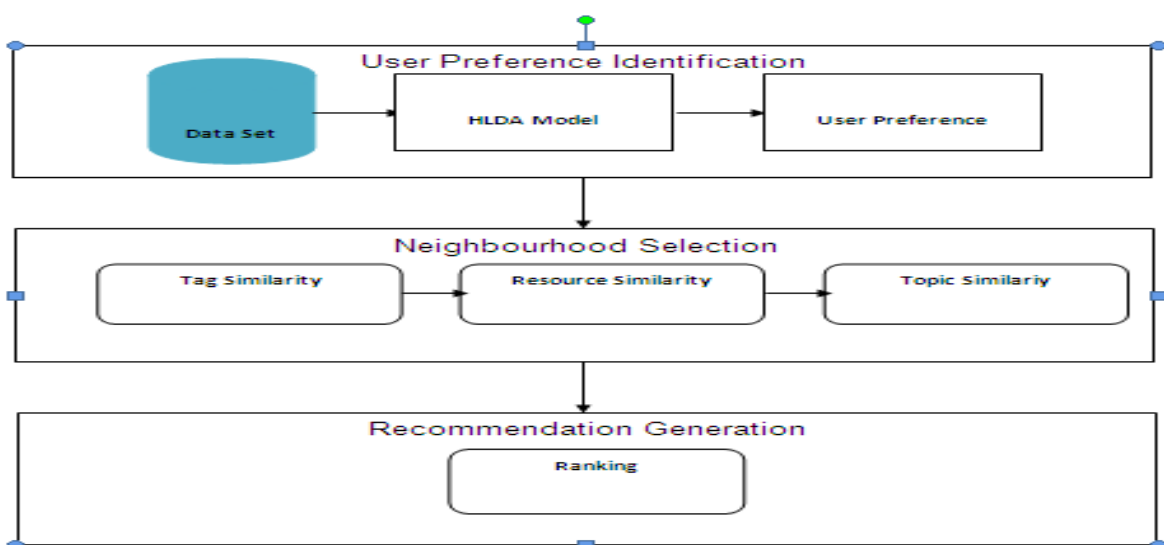 User Preference Identification
Data Set
HLDA Model
User Preference
Neighbourhood Selection
Tag Similarity
Resource Similarity
Topic Similariy
Recommendation Generation
Ranking